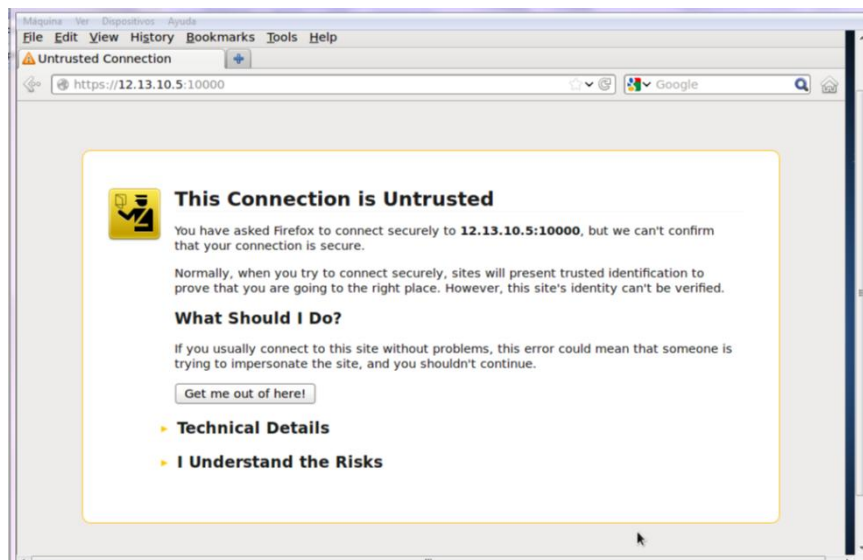 Máquina Ver Dispositivos Ayuda
File Edit View History Bookmarks Tools Help
Untrusted Connection
https://12.13.10.5:10000 Google
This Connection is Untrusted
You have asked Firefox to connect securely to 12.13.10.5:10000, but we can't confirm
that your connection is secure.
Normally, when you try to connect securely, sites will present trusted identification to
prove that you are going to the right place. However, this site's identity can't be verified.
What Should I Do?
If you usually connect to this site without problems, this error could mean that someone is
trying to impersonate the site, and you shouldn't continue.
Get me out of here!
Technical Details
I Understand the Risks